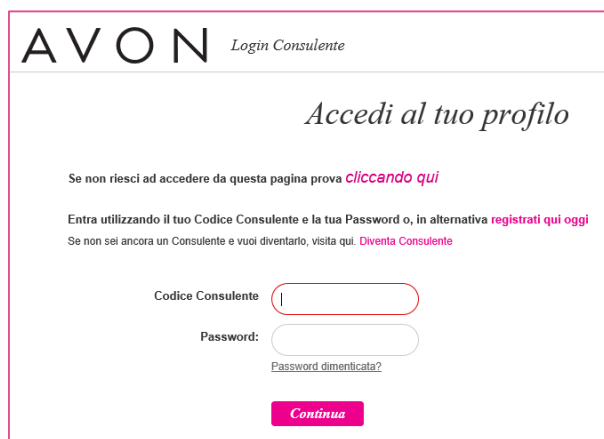 AVON Login Consulente
Accedi al tuo profilo
Se non riesci ad accedere da questa pagina prova cliccando qui
Entra utilizzando il tuo Codice Consulente e la tua Password o, in alternativa registrati qui oggi
Se non sei ancora un Consulente e vuoi diventarlo, visita qui. Diventa Consulente
Codice Consulente
Password:
Password dimenticata?
Continua